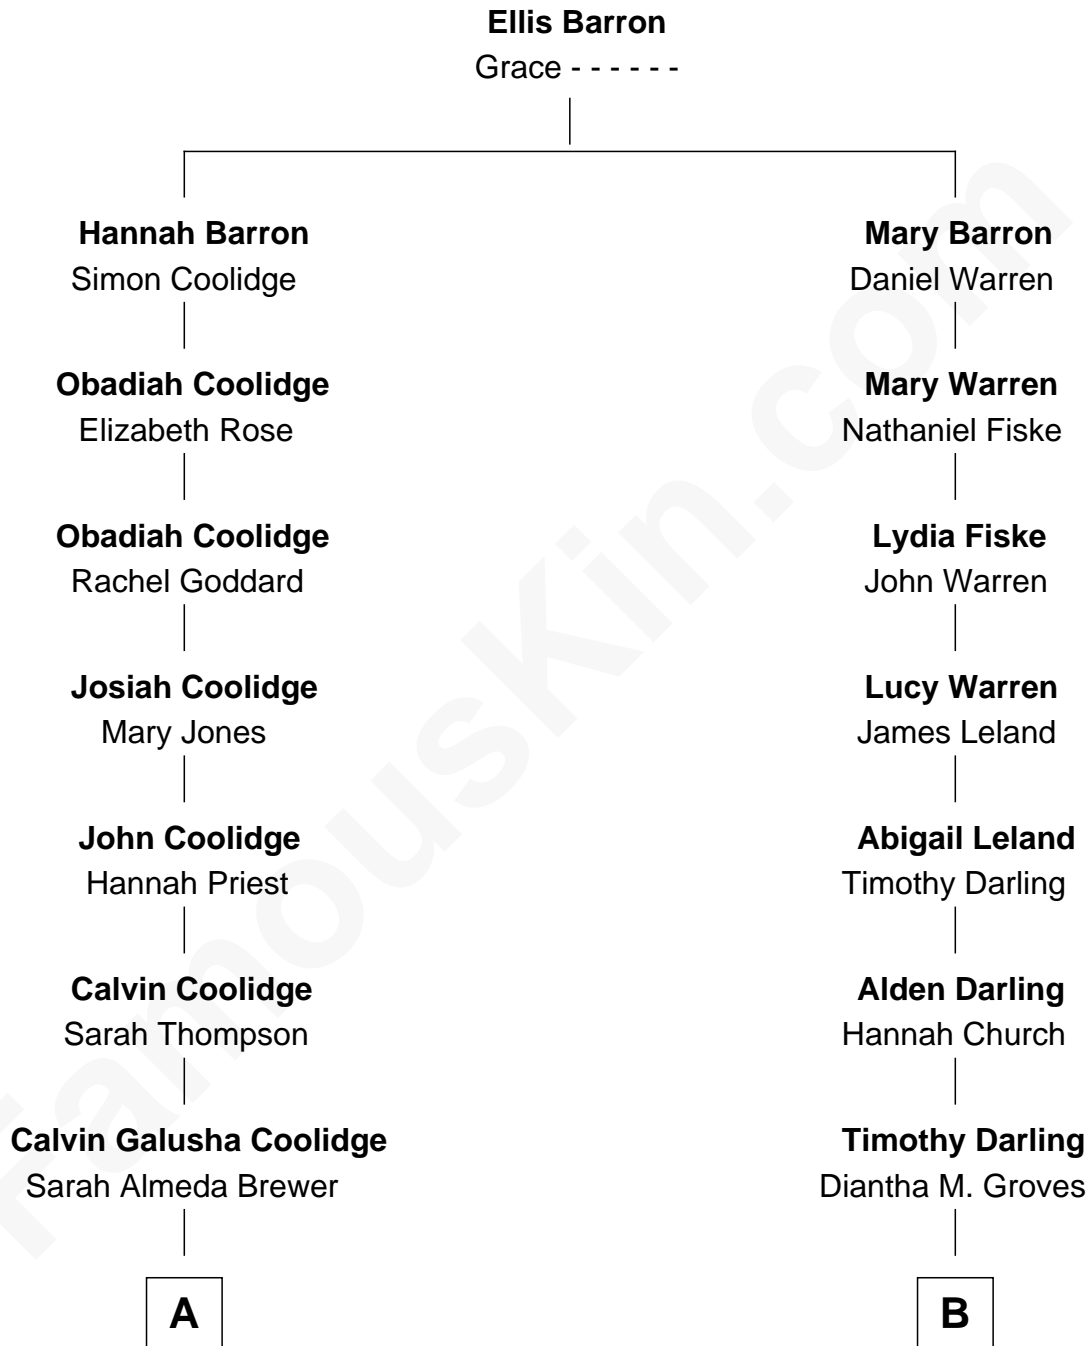 Ellis Barron
Grace - - - - - -
Hannah Barron
Simon Coolidge
Mary Barron
Daniel Warren
Obadiah Coolidge
Elizabeth Rose
Mary Warren
Nathaniel Fiske
Obadiah Coolidge
Rachel Goddard
Lydia Fiske
John Warren
Josiah Coolidge
Mary Jones
Lucy Warren
James Leland
John Coolidge
Hannah Priest
Abigail Leland
Timothy Darling
Calvin Coolidge
Sarah Thompson
Alden Darling
Hannah Church
Calvin Galusha Coolidge
Sarah Almeda Brewer
Timothy Darling
Diantha M. Groves
A
B
FamousKin.com